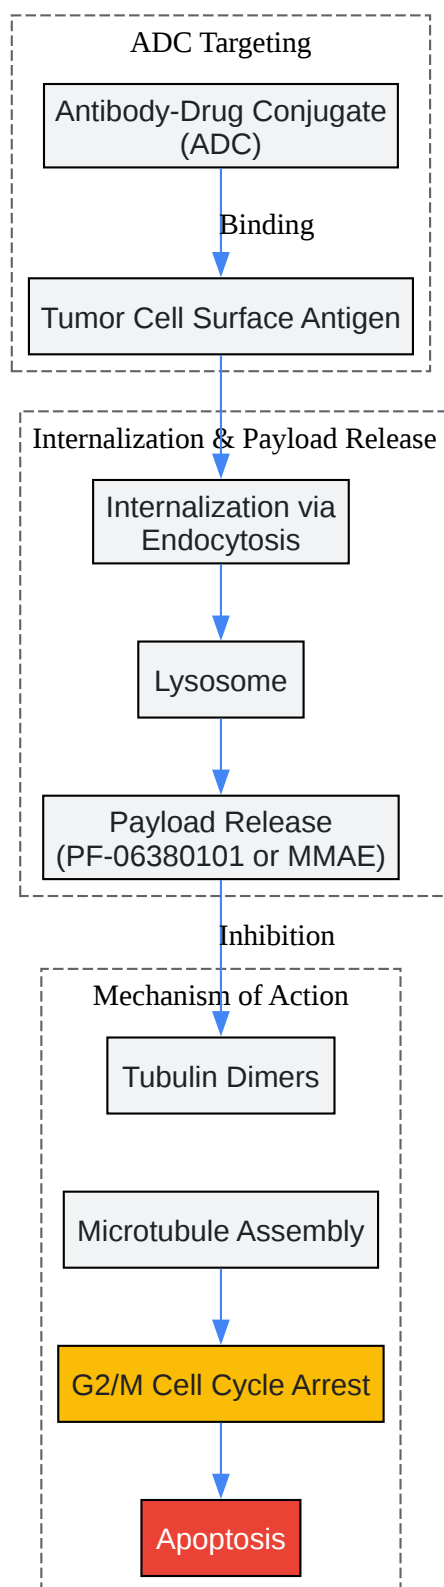 ADC Targeting
Antibody-Drug Conjugate
(ADC)
Binding
Tumor Cell Surface Antigen
Internalization & Payload Release
Internalization via
Endocytosis
Lysosome
Payload Release
(PF-06380101 or MMAE)
Inhibition
Mechanism of Action
Tubulin Dimers
Microtubule Assembly
G2/M Cell Cycle Arrest
Apoptosis